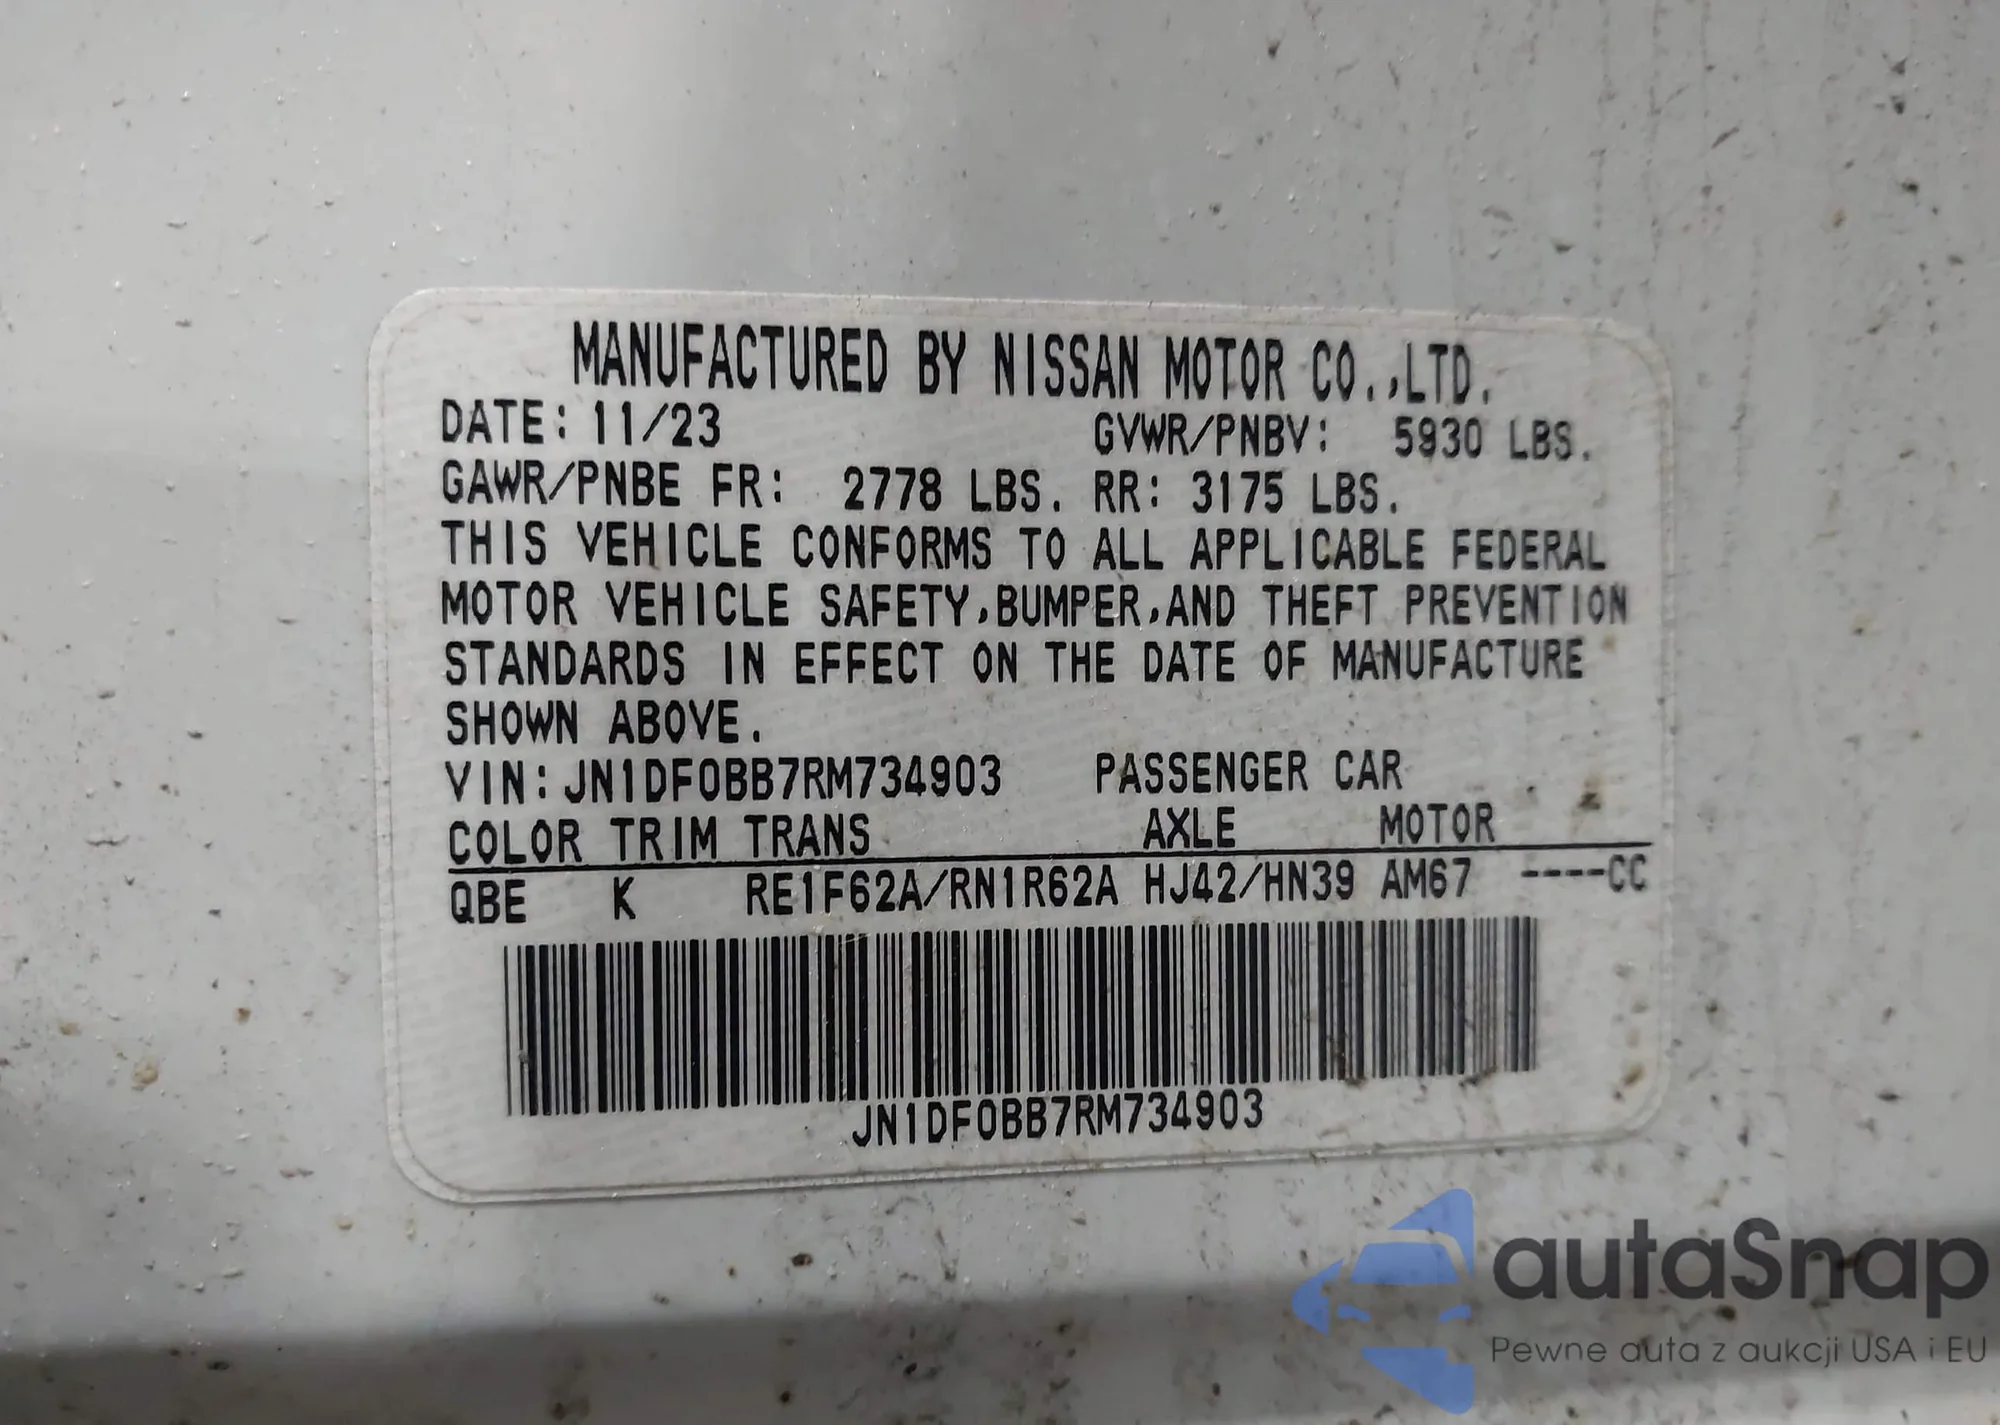 MANUFACTURED BY NISSAN MOTOR CO.,LTD.
DATE: 11/23 GVWR/PNBV: 5930 LBS.
GAWR/PNBE FR: 2778 LBS. RR: 3175 LBS.
THIS VEHICLE CONFORMS TO ALL APPLICABLE FEDERAL
MOTOR VEHICLE SAFETY,BUMPER,AND THEFT PREVENTION
STANDARDS IN EFFECT ON THE DATE OF MANUFACTURE
SHOWN ABOVE.
VIN: JN1DF0BB7RM734903 PASSENGER CAR
COLOR TRIM TRANS AXLE MOTOR
QBE K RE1F62A/RN1R62A HJ42/HN39 AM67 ----CC
JN1DF0BB7RM734903
autaSnap
Pewne auta z aukcji USA i EU